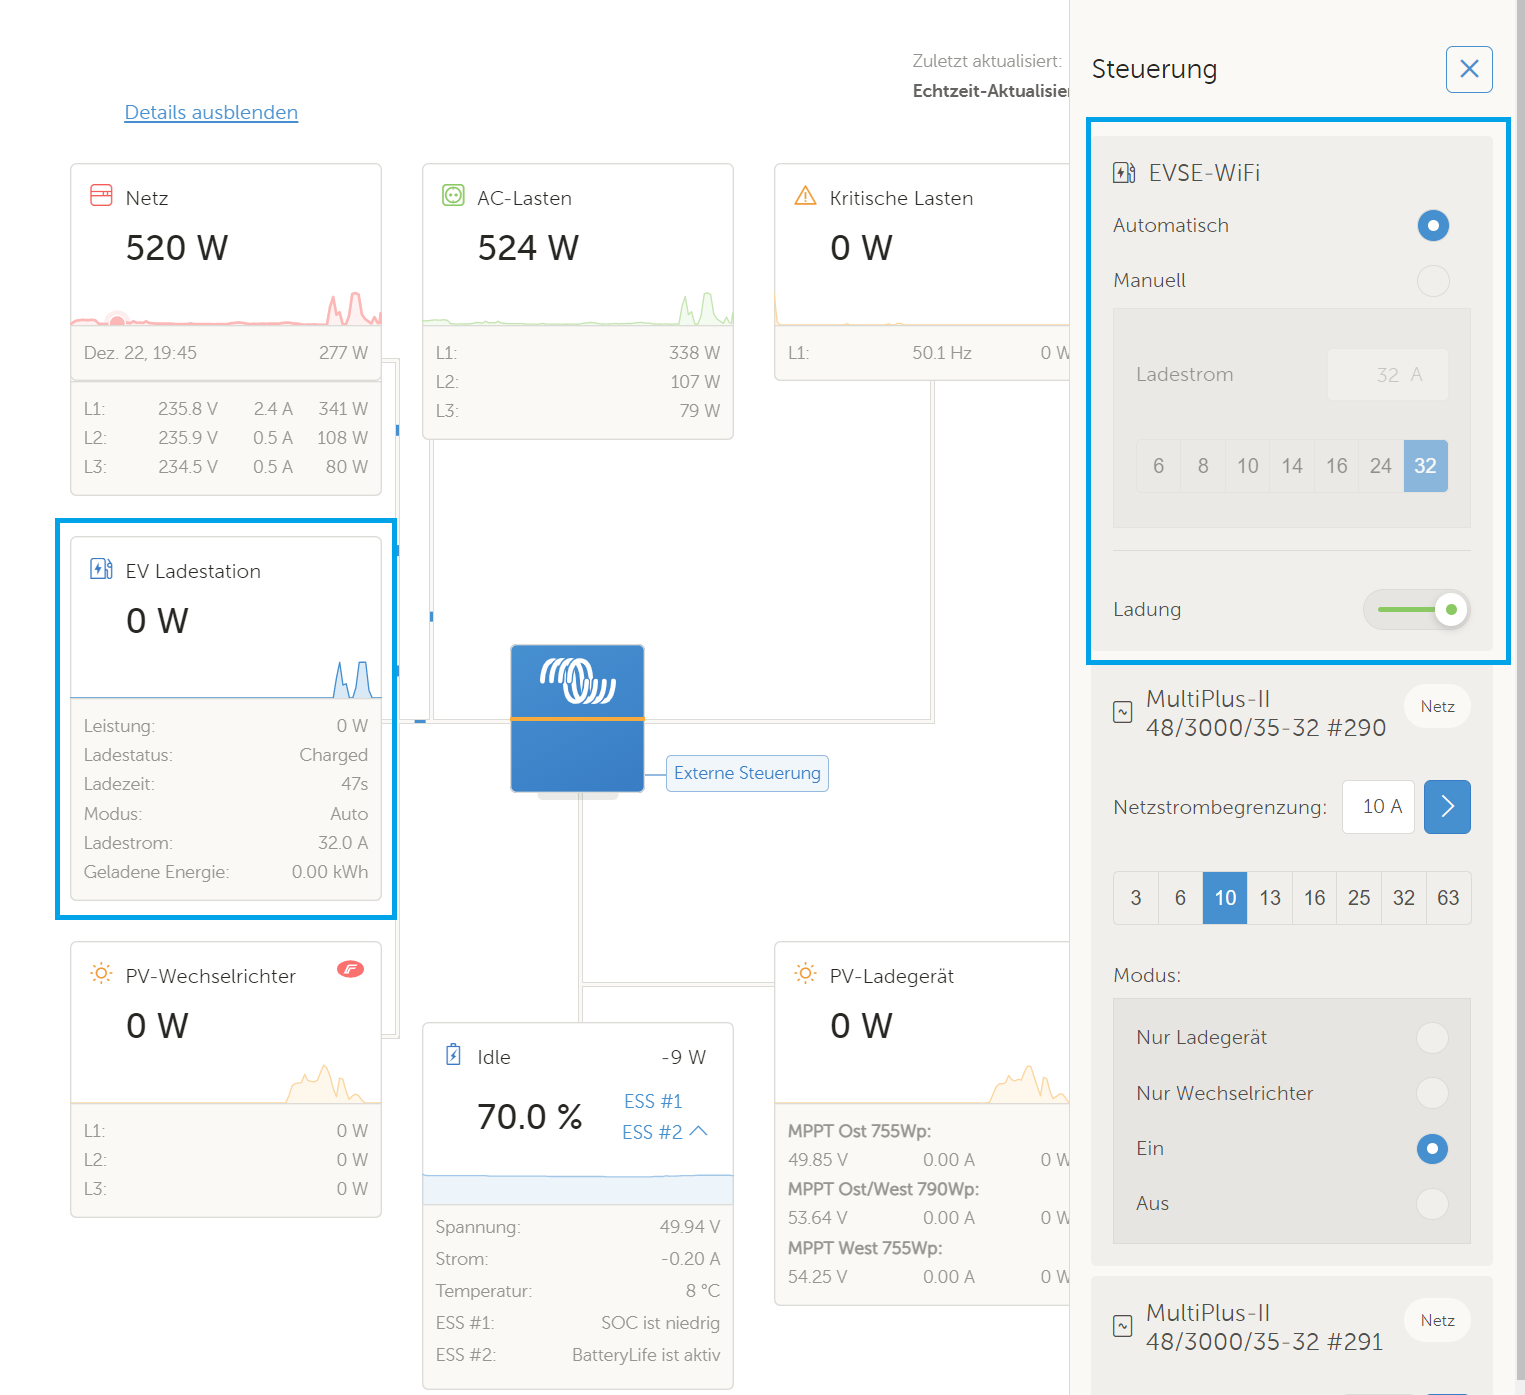 Zuletzt aktualisiert:
Echtzeit-Aktualisie
Details ausblenden
Netz
520 W
Dez. 22, 19:45 277 W
L1: 235.8 V 2.4 A 341 W
L2: 235.9 V 0.5 A 108 W
L3: 234.5 V 0.5 A 80 W
AC-Lasten
524 W
L1: 338 W
L2: 107 W
L3: 79 W
Kritische Lasten
0 W
L1: 50.1 Hz 0 W
EV Ladestation
0 W
Leistung: 0 W
Ladestatus: Charged
Ladezeit: 47s
Modus: Auto
Ladestrom: 32.0 A
Geladene Energie: 0.00 kWh
Externe Steuerung
PV-Wechselrichter
0 W
L1: 0 W
L2: 0 W
L3: 0 W
Idle -9 W
70.0 %
ESS #1
ESS #2
Spannung: 49.94 V
Strom: -0.20 A
Temperatur: 8 °C
ESS #1: SOC ist niedrig
ESS #2: BatteryLife ist aktiv
PV-Ladegerät
0 W
MPPT Ost 755Wp:
49.85 V 0.00 A 0 W
MPPT Ost/West 790Wp:
53.64 V 0.00 A 0 W
MPPT West 755Wp:
54.25 V 0.00 A 0 W
Steuerung
EVSE-WiFi
Automatisch
Manuell
Ladestrom 32 A
6 8 10 14 16 24 32
Ladung
MultiPlus-II
48/3000/35-32 #290
Netz
Netzstrombegrenzung: 10 A
3 6 10 13 16 25 32 63
Modus:
Nur Ladegerät
Nur Wechselrichter
Ein
Aus
MultiPlus-II
48/3000/35-32 #291
Netz